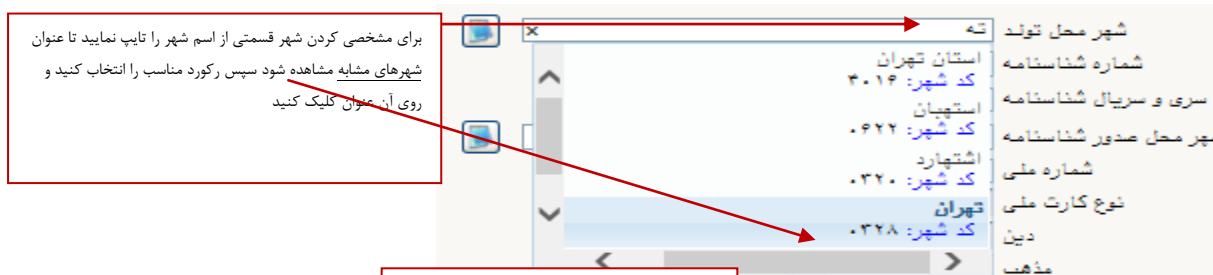 برای مشخصی کردن شهر قسمتی از اسم شهر را تایپ نمایید تا عنوان
شهرهای مشابه مشاهده شود سپس رکورد مناسب را انتخاب کنید و
روی آن عنوان کلیک کنید
شهر محل تولد
ته
شماره شناسنامه
استان تهران
کد شهر: ۴۰۱۶
سری و سریال شناسنامه
استهبان
کد شهر: ۰۶۲۲
هر محل صدور شناسنامه
اشتهارد
کد شهر: ۰۳۲۰
شماره ملی
نوع کارت ملی
تهران
کد شهر: ۰۳۲۸
دین
مذهب